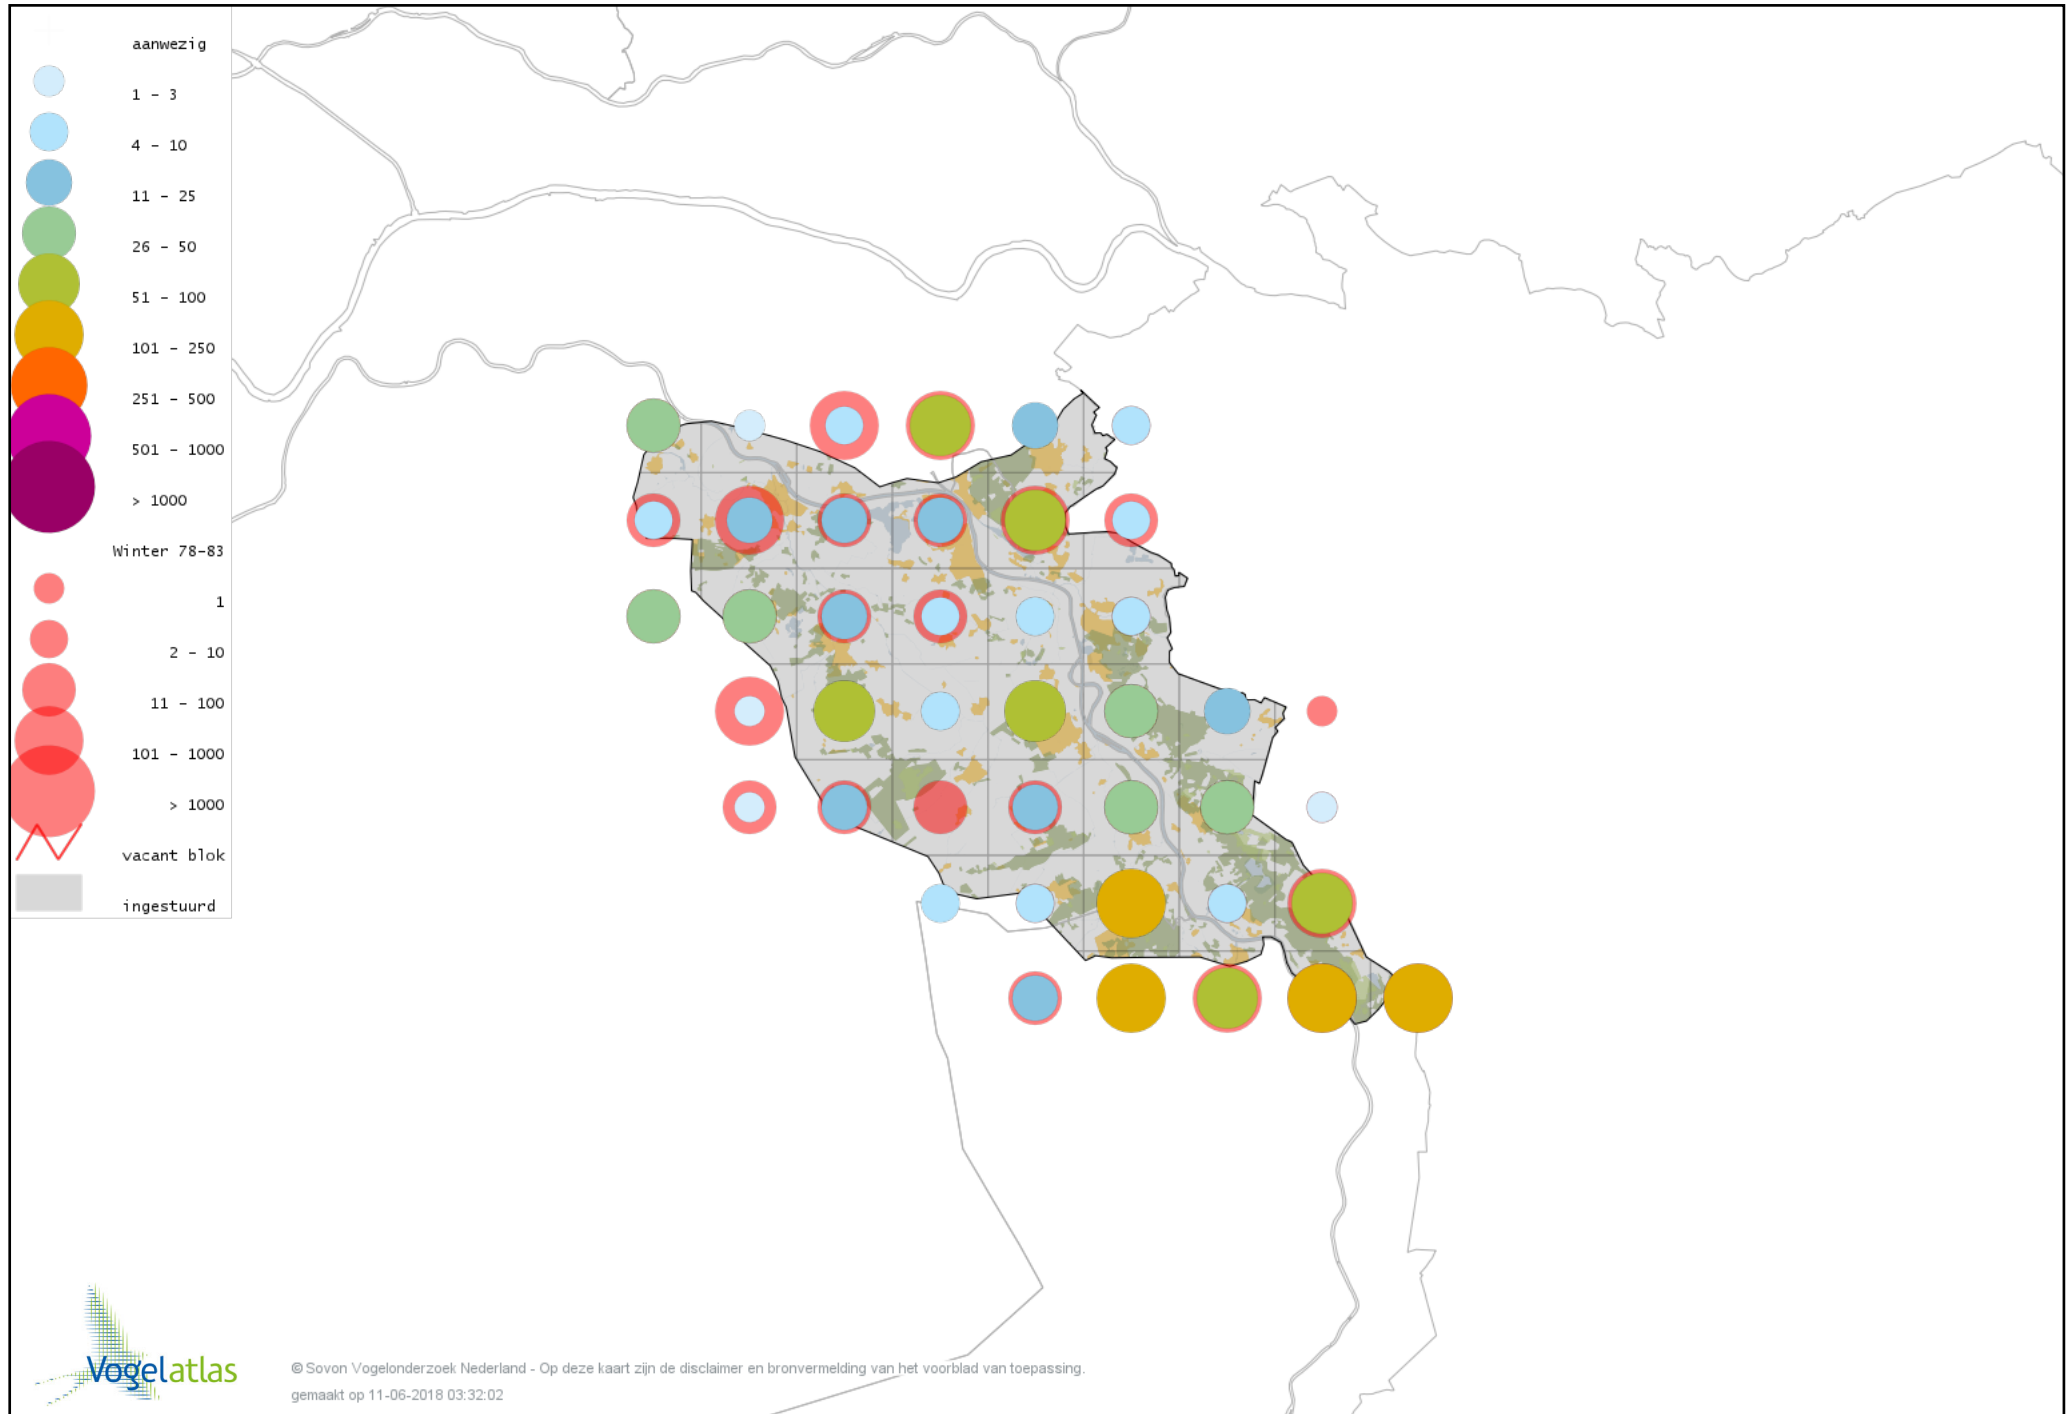 aanwezig
1 - 3
4 - 10
11 - 25
26 - 50
51 - 100
101 - 250
251 - 500
501 - 1000
> 1000
Winter 78-83
1
2 - 10
11 - 100
101 - 1000
> 1000
vacant blok
ingestuurd
Vogelatlas
© Sovon Vogelonderzoek Nederland - Op deze kaart zijn de disclaimer en bronvermelding van het voorblad van toepassing.
gemaakt op 11-06-2018 03:32:02